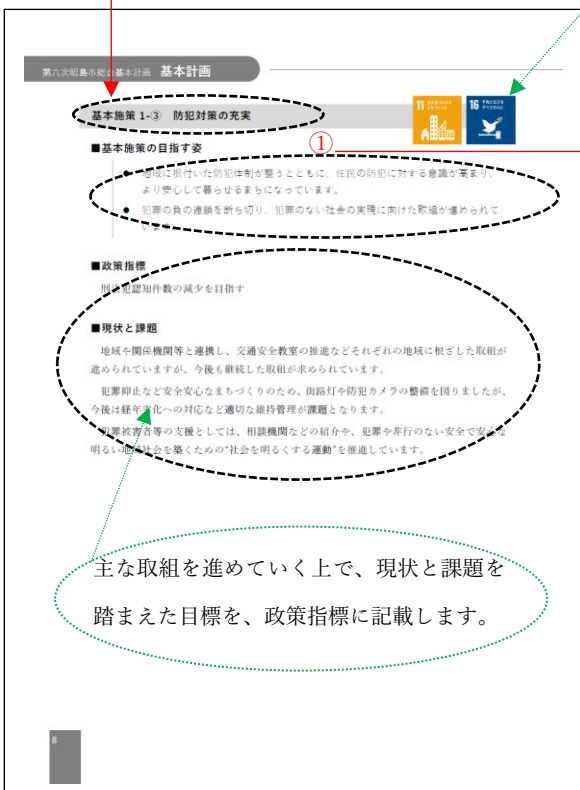 第六次昭島市総合基本計画 基本計画
基本施策 1-③ 防犯対策の充実
11
16 平和と公正を
すべての人に
①
■基本施策の目指す姿
● 地域に根付いた防犯体制が整うとともに、住民の防犯に対する意識が高まり、
より安心して暮らせるまちになっています。
● 犯罪の負の連鎖を断ち切り、犯罪のない社会の実現に向けた取組が進められて
います。
■政策指標
刑法犯認知件数の減少を目指す
■現状と課題
地域や関係機関等と連携し、交通安全教室の推進などそれぞれの地域に根ざした取組が
進められていますが、今後も継続した取組が求められています。
犯罪抑止など安全安心なまちづくりのため、街路灯や防犯カメラの整備を図りましたが、
今後は経年劣化への対応など適切な維持管理が課題となります。
犯罪被害者等の支援としては、相談機関などの紹介や、犯罪や非行のない安全で安心な
明るい地域社会を築くための“社会を明るくする運動”を推進しています。
主な取組を進めていく上で、現状と課題を
踏まえた目標を、政策指標に記載します。
8